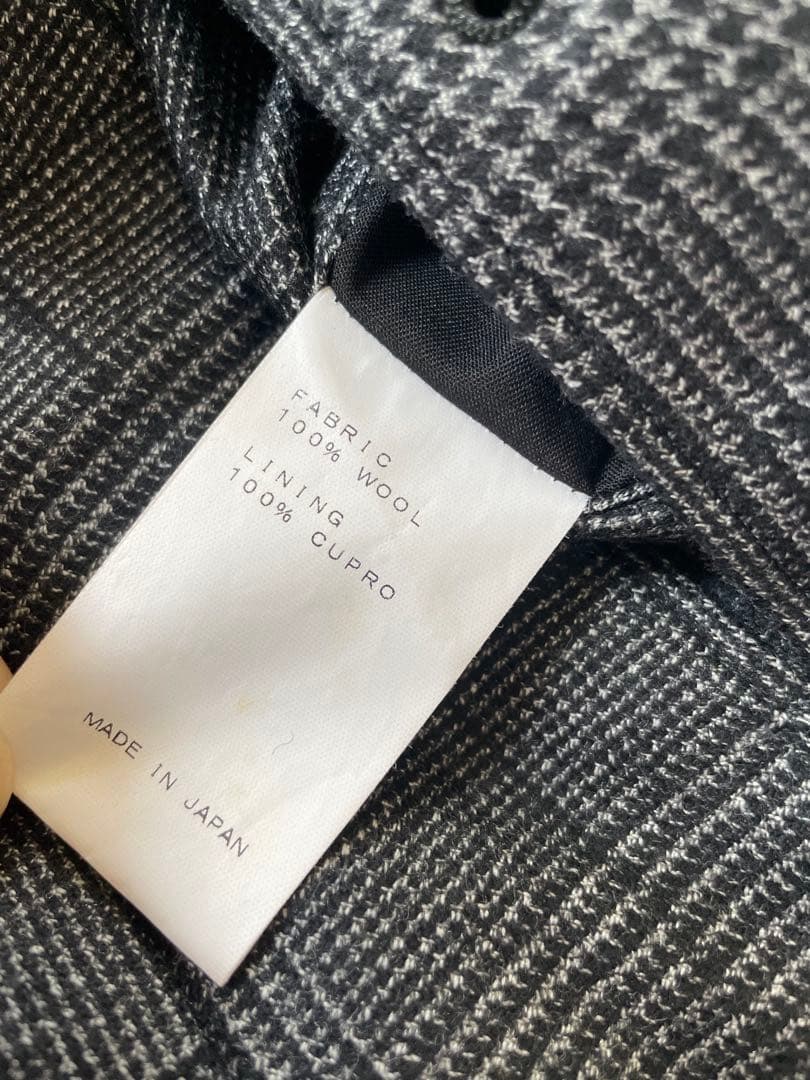 FABRIC
100% WOOL
LINING
100% CUPRO
MADE IN JAPAN